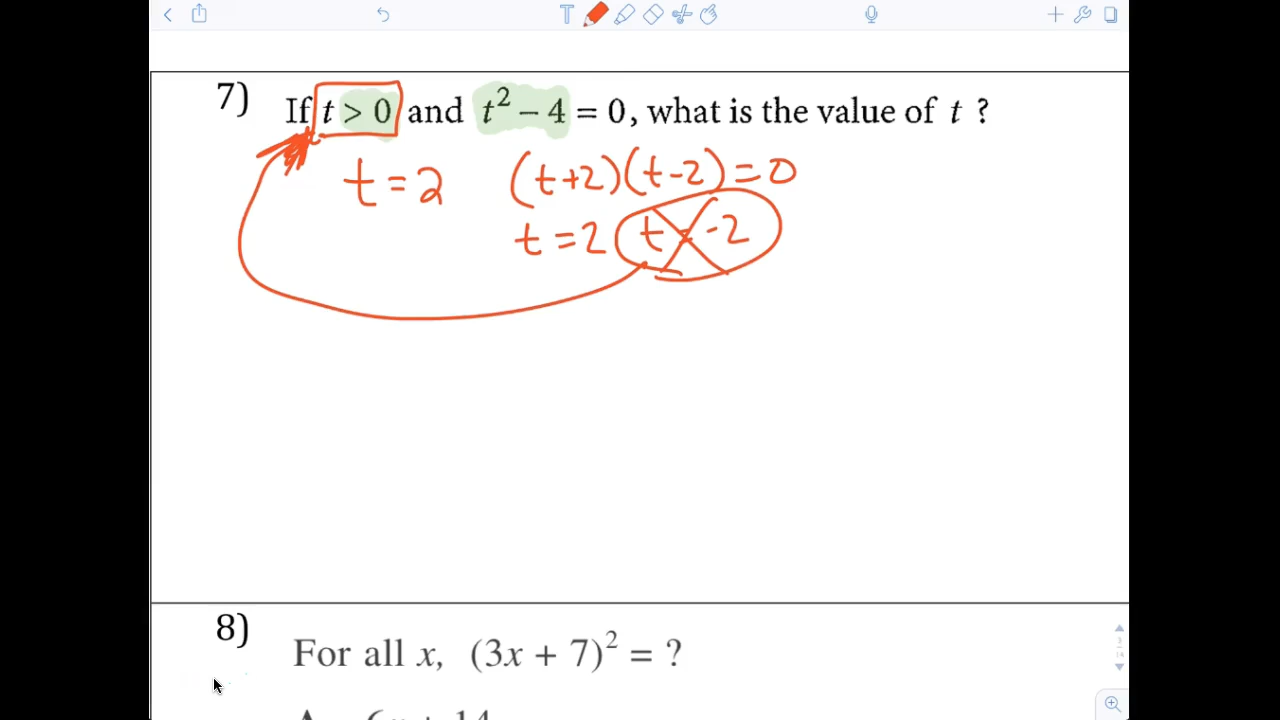 7) If t > 0 and t² − 4 = 0, what is the value of t ?
t = 2 (t+2)(t-2) = 0
t = 2 t = -2
8)
For all x, (3x + 7)² = ?